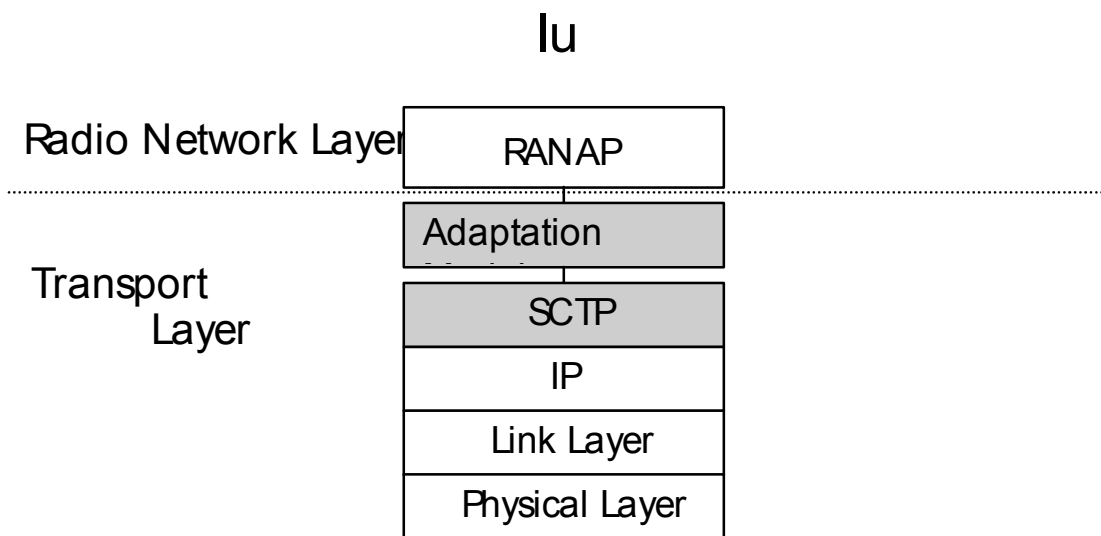 Iu
Radio Network Layer
RANAP
Adaptation
Transport
Layer
SCTP
IP
Link Layer
Physical Layer